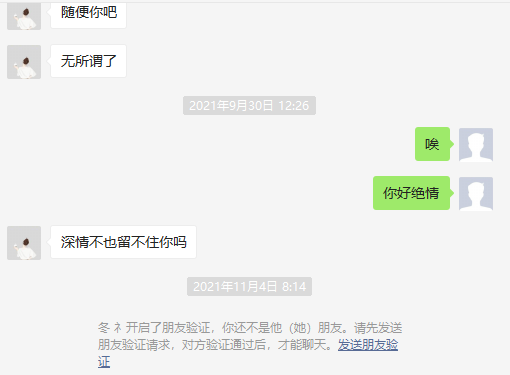 随便你吧
无所谓了
2021年9月30日 12:26
唉
你好绝情
深情不也留不住你吗
2021年11月4日 8:14
冬礻开启了朋友验证，你还不是他（她）朋友。请先发送
朋友验证请求，对方验证通过后，才能聊天。发送朋友验
证